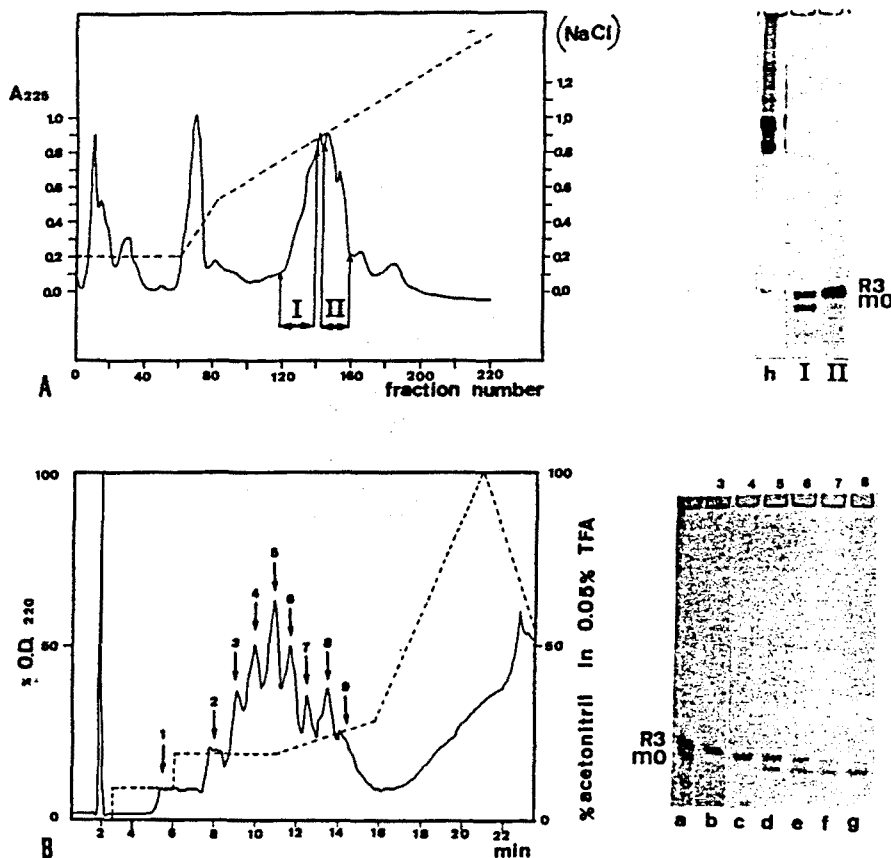 A225
(NaCl)
1,0
0,8
0,6
0,4
0,2
0,0
1,2
1,0
0,8
0,6
0,4
0,2
0,0
I
II
0 40 80 120 160 220
fraction number
A
R3
mo
h I II
100
50
0
% O.D. 220
1 2 3 4 5 6 7 8 9
100
50
0
% acetonitril in 0.05% TFA
2 4 6 8 10 12 14 16 20 22
min
B
3 4 5 6 7 8
R3
mo
a b c d e f g